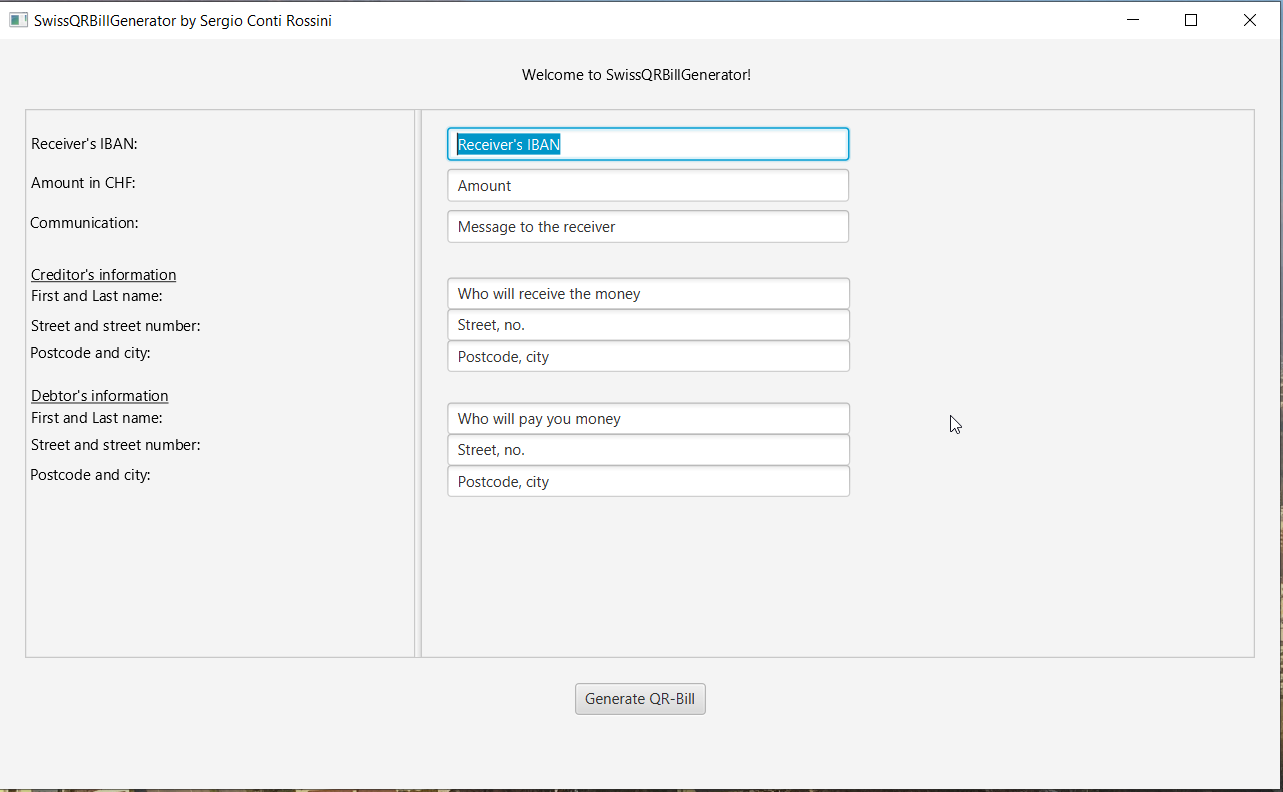 SwissQRBillGenerator by Sergio Conti Rossini
Welcome to SwissQRBillGenerator!
Receiver's IBAN: Receiver's IBAN
Amount in CHF: Amount
Communication: Message to the receiver
Creditor's information
First and Last name: Who will receive the money
Street and street number: Street, no.
Postcode and city: Postcode, city
Debtor's information
First and Last name: Who will pay you money
Street and street number: Street, no.
Postcode and city: Postcode, city
Generate QR-Bill